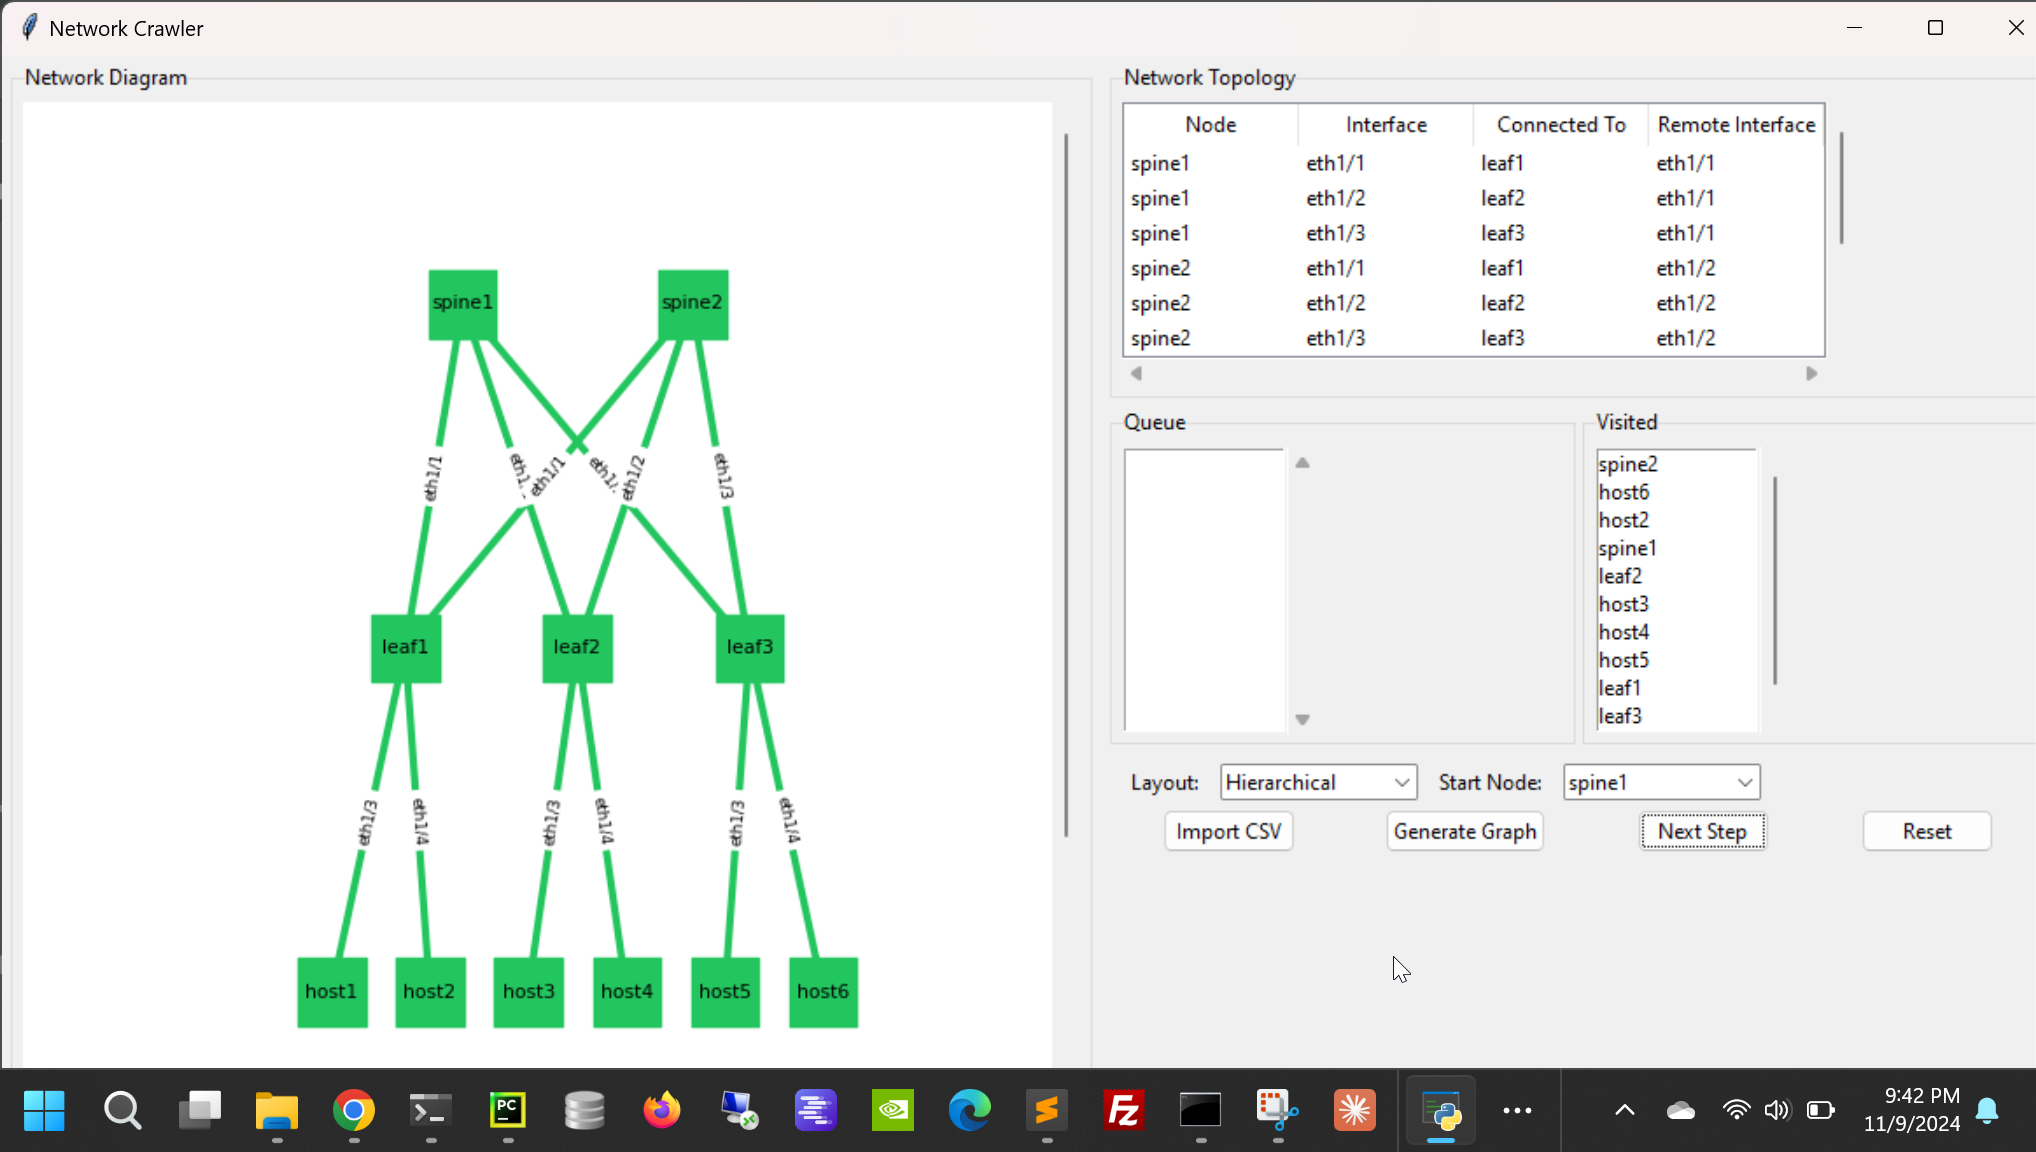 Network Crawler
Network Diagram
spine1
spine2
eth1/1
eth1/1
eth1/2
eth1/3
leaf1
leaf2
leaf3
eth1/3
eth1/4
eth1/3
eth1/4
eth1/3
eth1/4
host1
host2
host3
host4
host5
host6
Network Topology
Node Interface Connected To Remote Interface
spine1 eth1/1 leaf1 eth1/1
spine1 eth1/2 leaf2 eth1/1
spine1 eth1/3 leaf3 eth1/1
spine2 eth1/1 leaf1 eth1/2
spine2 eth1/2 leaf2 eth1/2
spine2 eth1/3 leaf3 eth1/2
Queue
Visited
spine2
host6
host2
spine1
leaf2
host3
host4
host5
leaf1
leaf3
Layout: Hierarchical Start Node: spine1
Import CSV Generate Graph Next Step Reset
PC
FZ
9:42 PM
11/9/2024